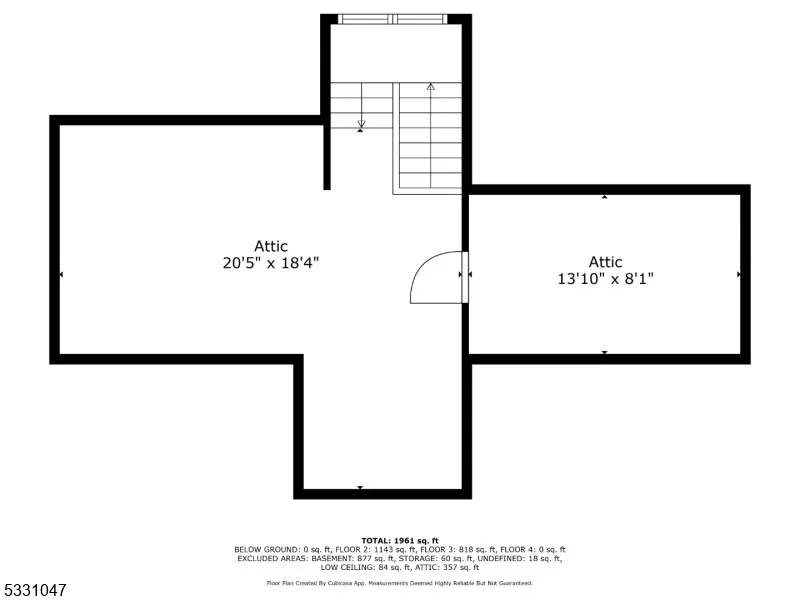 Attic
20'5" x 18'4"
Attic
13'10" x 8'1"
TOTAL: 1961 sq. ft
BELOW GROUND: 0 sq. ft, FLOOR 2: 1143 sq. ft, FLOOR 3: 818 sq. ft, FLOOR 4: 0 sq. ft
EXCLUDED AREAS: BASEMENT: 877 sq. ft, STORAGE: 60 sq. ft, UNDEFINED: 18 sq. ft,
LOW CEILING: 84 sq. ft, ATTIC: 357 sq. ft
Floor Plan Created By Cubicasa App. Measurements Deemed Highly Reliable But Not Guaranteed.
5331047